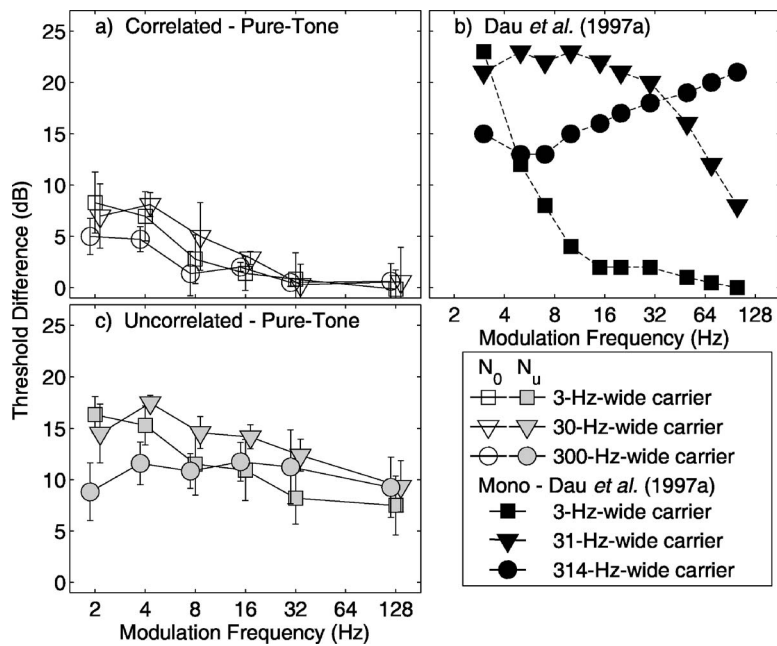 a) Correlated - Pure-Tone
25
20
15
10
5
0
b) Dau et al. (1997a)
2 4 8 16 32 64 128
Modulation Frequency (Hz)
Threshold Difference (dB)
c) Uncorrelated - Pure-Tone
25
20
15
10
5
0
2 4 8 16 32 64 128
Modulation Frequency (Hz)
N0 Nu
3-Hz-wide carrier
30-Hz-wide carrier
300-Hz-wide carrier
Mono - Dau et al. (1997a)
3-Hz-wide carrier
31-Hz-wide carrier
314-Hz-wide carrier